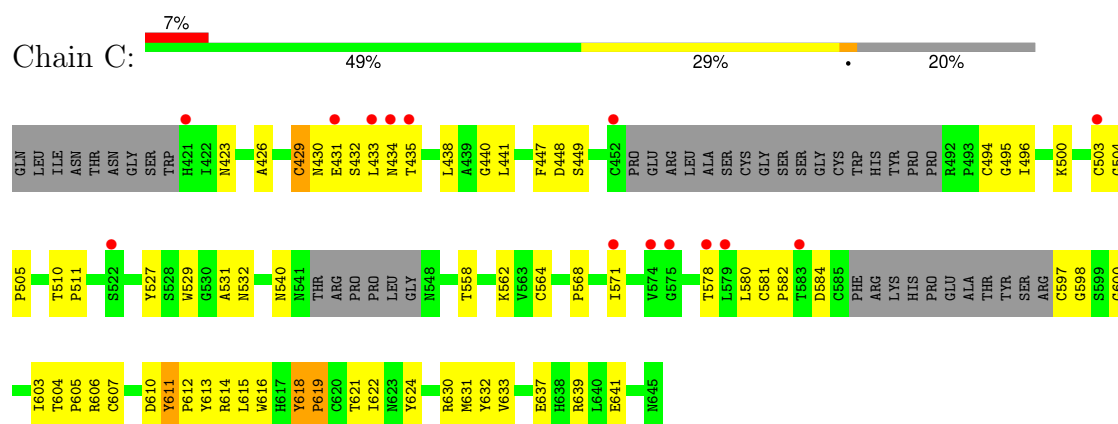 7%
Chain C:
49% 29% • 20%
GLN LEU ILE ASN THR ASN GLY SER TRP H421 I422 N423 A426 C429 N430 E431 S432 L433 N434 T435 L438 A439 G440 L441 F447 D448 S449 C452 PRO GLU ARG LEU ALA SER CYS GLY SER SER GLY CYS TRP HIS TYR PRO PRO R492 P493 C494 G495 I496 K500 C503 G504
P505 T510 P511 S522 Y527 S528 W529 G530 A531 N532 N540 N541 THR ARG PRO PRO LEU GLY N548 T558 K562 V563 C564 P568 I571 V574 G575 T578 L579 L580 C581 P582 T583 D584 C585 PHE ARG LYS HIS PRO GLU ALA THR TYR SER ARG C597 G598 S599 G600
I603 T604 P605 R606 C607 D610 Y611 P612 Y613 R614 L615 W616 H617 Y618 P619 C620 T621 I622 N623 Y624 R630 M631 Y632 V633 E637 H638 R639 L640 E641 N645